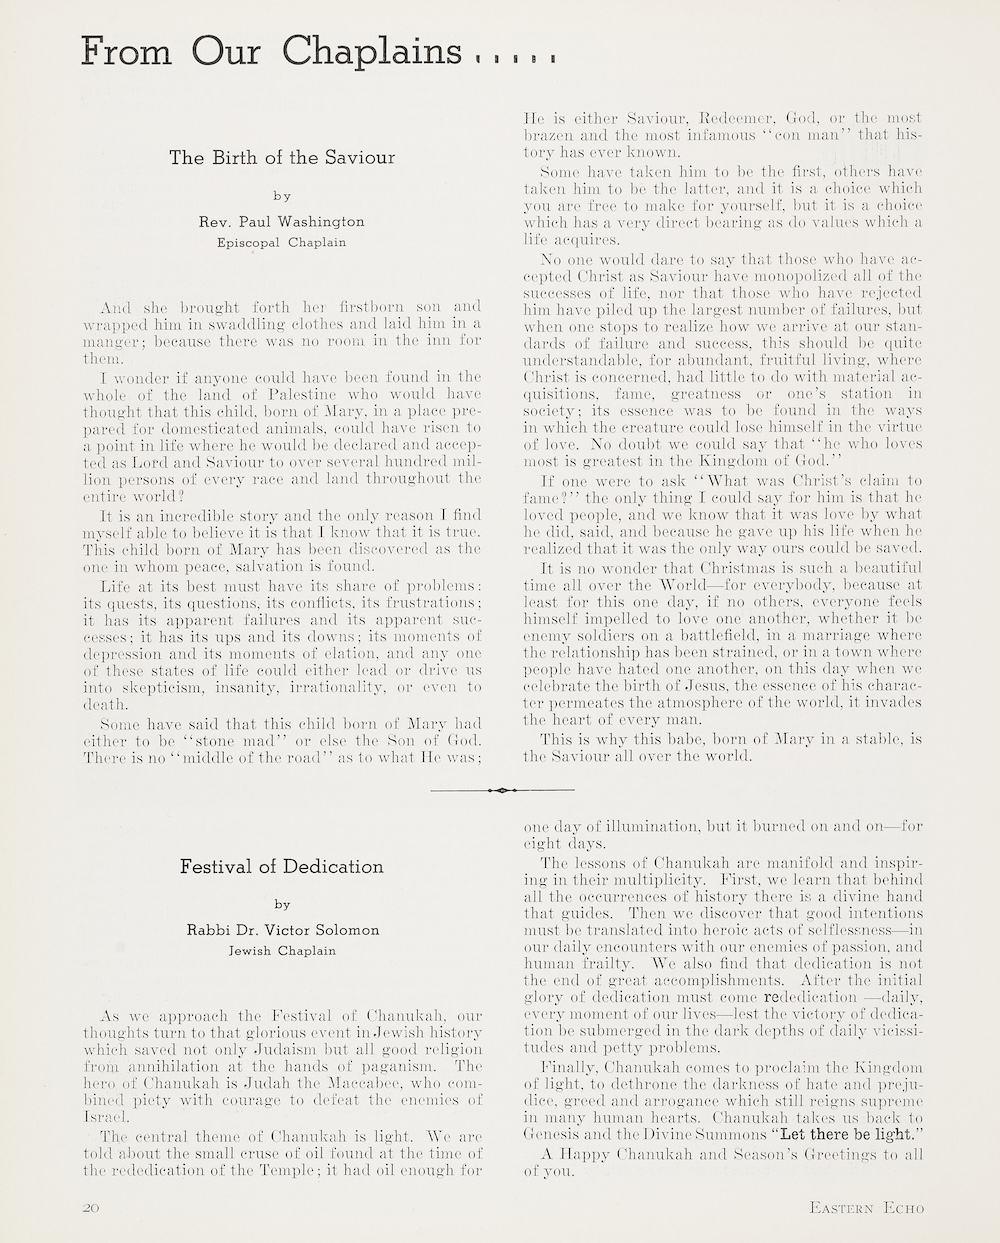 From Our Chaplains . . . . .
The Birth of the Saviour
by
Rev. Paul Washington
Episcopal Chaplain
And she brought forth her firstborn son and
wrapped him in swaddling clothes and laid him in a
manger; because there was no room in the inn for
them.
I wonder if anyone could have been found in the
whole of the land of Palestine who would have
thought that this child, born of Mary, in a place pre-
pared for domesticated animals, could have risen to
a point in life where he would be declared and accep-
ted as Lord and Saviour to over several hundred mil-
lion persons of every race and land throughout the
entire world?
It is an incredible story and the only reason I find
myself able to believe it is that I know that it is true.
This child born of Mary has been discovered as the
one in whom peace, salvation is found.
Life at its best must have its share of problems:
its quests, its questions, its conflicts, its frustrations;
it has its apparent failures and its apparent suc-
cesses; it has its ups and its downs; its moments of
depression and its moments of elation, and any one
of these states of life could either lead or drive us
into skepticism, insanity, irrationality, or even to
death.
Some have said that this child born of Mary had
either to be "stone mad" or else the Son of God.
There is no "middle of the road" as to what He was;
He is either Saviour, Redeemer, God, or the most
brazen and the most infamous "con man" that his-
tory has ever known.
Some have taken him to be the first, others have
taken him to be the latter, and it is a choice which
you are free to make for yourself, but it is a choice
which has a very direct bearing as do values which a
life acquires.
No one would dare to say that those who have ac-
cepted Christ as Saviour have monopolized all of the
successes of life, nor that those who have rejected
him have piled up the largest number of failures, but
when one stops to realize how we arrive at our stan-
dards of failure and success, this should be quite
understandable, for abundant, fruitful living, where
Christ is concerned, had little to do with material ac-
quisitions, fame, greatness or one's station in
society; its essence was to be found in the ways
in which the creature could lose himself in the virtue
of love. No doubt we could say that "he who loves
most is greatest in the Kingdom of God."
If one were to ask "What was Christ's claim to
fame?" the only thing I could say for him is that he
loved people, and we know that it was love by what
he did, said, and because he gave up his life when he
realized that it was the only way ours could be saved.
It is no wonder that Christmas is such a beautiful
time all over the World—for everybody, because at
least for this one day, if no others, everyone feels
himself impelled to love one another, whether it be
enemy soldiers on a battlefield, in a marriage where
the relationship has been strained, or in a town where
people have hated one another, on this day when we
celebrate the birth of Jesus, the essence of his charac-
ter permeates the atmosphere of the world, it invades
the heart of every man.
This is why this babe, born of Mary in a stable, is
the Saviour all over the world.
Festival of Dedication
by
Rabbi Dr. Victor Solomon
Jewish Chaplain
As we approach the Festival of Chanukah, our
thoughts turn to that glorious event in Jewish history
which saved not only Judaism but all good religion
from annihilation at the hands of paganism. The
hero of Chanukah is Judah the Maccabee, who com-
bined piety with courage to defeat the enemies of
Israel.
The central theme of Chanukah is light. We are
told about the small cruse of oil found at the time of
the rededication of the Temple; it had oil enough for
one day of illumination, but it burned on and on—for
eight days.
The lessons of Chanukah are manifold and inspir-
ing in their multiplicity. First, we learn that behind
all the occurrences of history there is a divine hand
that guides. Then we discover that good intentions
must be translated into heroic acts of selflessness—in
our daily encounters with our enemies of passion, and
human frailty. We also find that dedication is not
the end of great accomplishments. After the initial
glory of dedication must come rededication —daily,
every moment of our lives—lest the victory of dedica-
tion be submerged in the dark depths of daily vicissi-
tudes and petty problems.
Finally, Chanukah comes to proclaim the Kingdom
of light, to dethrone the darkness of hate and preju-
dice, greed and arrogance which still reigns supreme
in many human hearts. Chanukah takes us back to
Genesis and the Divine Summons "Let there be light."
A Happy Chanukah and Season's Greetings to all
of you.
20
EASTERN ECHO